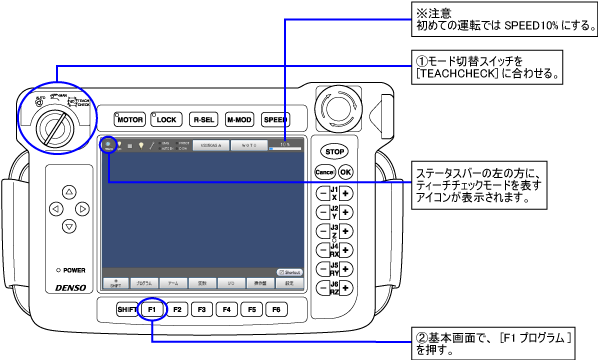 ※注意
初めての運転では SPEED10% にする。
①モード切替スイッチを
[TEACHCHECK] に合わせる。
AUTO
MAN
TEACH
CHECK
MOTOR
LOCK
R-SEL
M-MOD
SPEED
10 %
STOP
Cancel
OK
ステータスバーの左の方に、
ティーチチェックモードを表す
アイコンが表示されます。
− J1 X +
− J2 Y +
− J3 Z +
− J4 RX +
− J5 RY +
− J6 RZ +
POWER
DENSO
Shortcut
SHIFT
プログラム
アーム
変数
I/O
操作盤
設定
SHIFT
F1
F2
F3
F4
F5
F6
②基本画面で、 [F1 プログラム]
を押す。